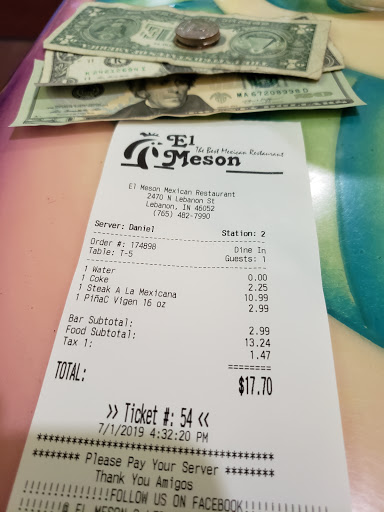 MA 67208998 D
El Meson
The Best Mexican Restaurant
El Meson Mexican Restaurant
2470 N Lebanon St
Lebanon, IN 46052
(765) 482-7990
Server: Daniel Station: 2
Order #: 174898 Dine In
Table: T-5 Guests: 1
1 Water 0.00
1 Coke 2.25
1 Steak A La Mexicana 10.99
1 PiñaC Vigen 16 oz 2.99
Bar Subtotal: 2.99
Food Subtotal: 13.24
Tax 1: 1.47
========
TOTAL: $17.70
>> Ticket #: 54 <<
7/1/2019 4:32:20 PM
******** Please Pay Your Server *******
Thank You Amigos
!!!!!!!!!!!!!FOLLOW US ON FACEBOOK!!!!!!!!!!!!